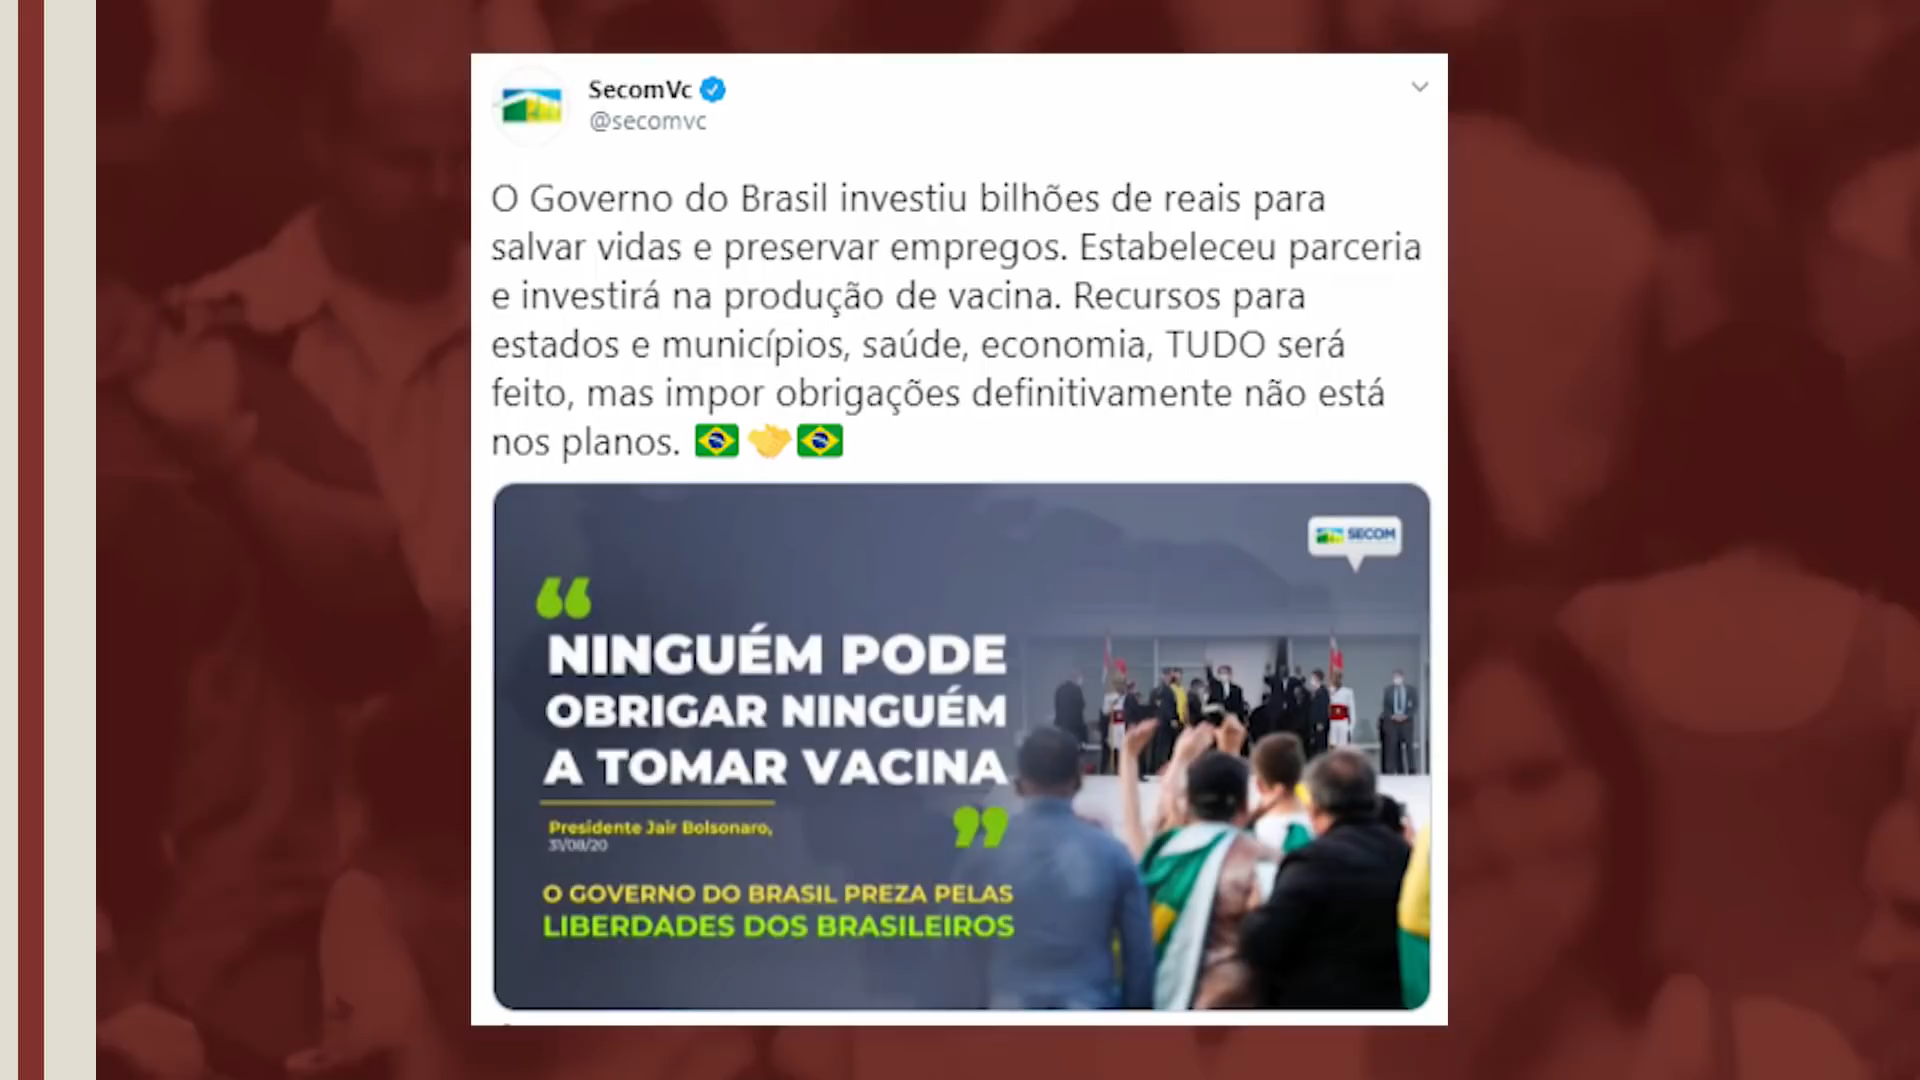 SecomVc
@secomvc
O Governo do Brasil investiu bilhões de reais para
salvar vidas e preservar empregos. Estabeleceu parceria
e investirá na produção de vacina. Recursos para
estados e municípios, saúde, economia, TUDO será
feito, mas impor obrigações definitivamente não está
nos planos.
SECOM
“NINGUÉM PODE
OBRIGAR NINGUÉM
A TOMAR VACINA”
Presidente Jair Bolsonaro,
31/08/20
O GOVERNO DO BRASIL PREZA PELAS
LIBERDADES DOS BRASILEIROS